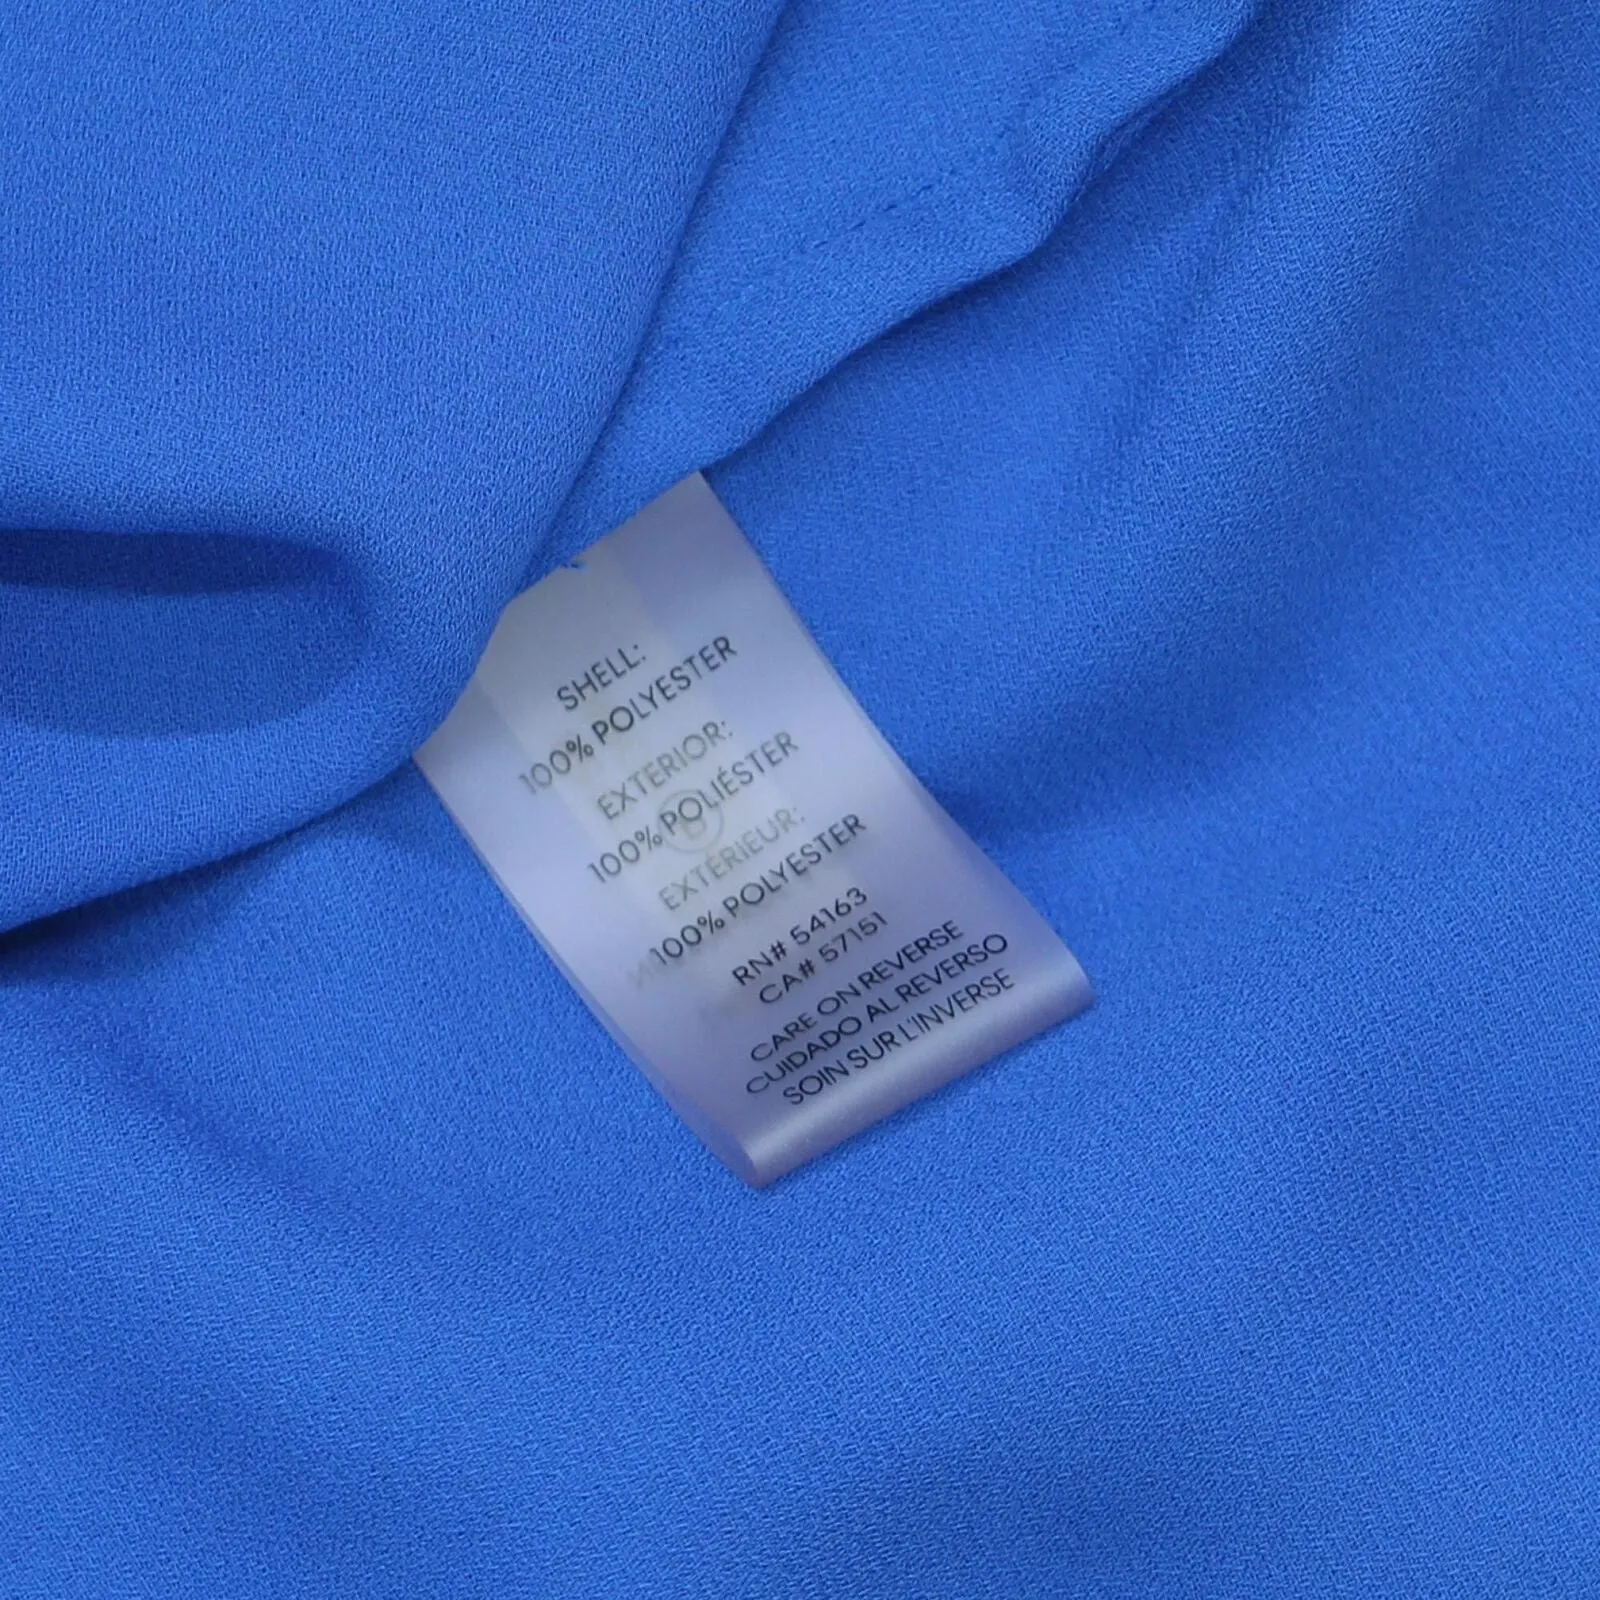 SHELL:
100% POLYESTER
EXTERIOR:
100% POLIÉSTER
EXTÉRIEUR:
100% POLYESTER
RN# 54163
CA# 57151
CARE ON REVERSE
CUIDADO AL REVERSO
SOIN SUR L'INVERSE